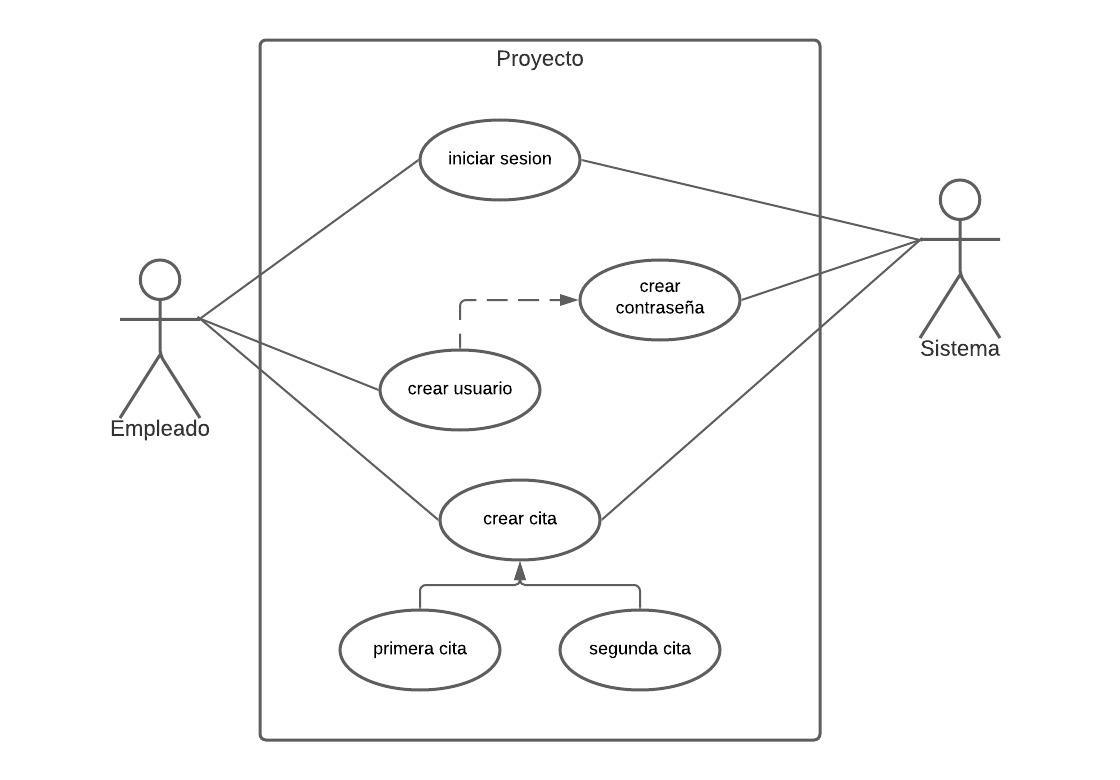 Proyecto
iniciar sesion
crear
contraseña
Sistema
crear usuario
Empleado
crear cita
primera cita
segunda cita